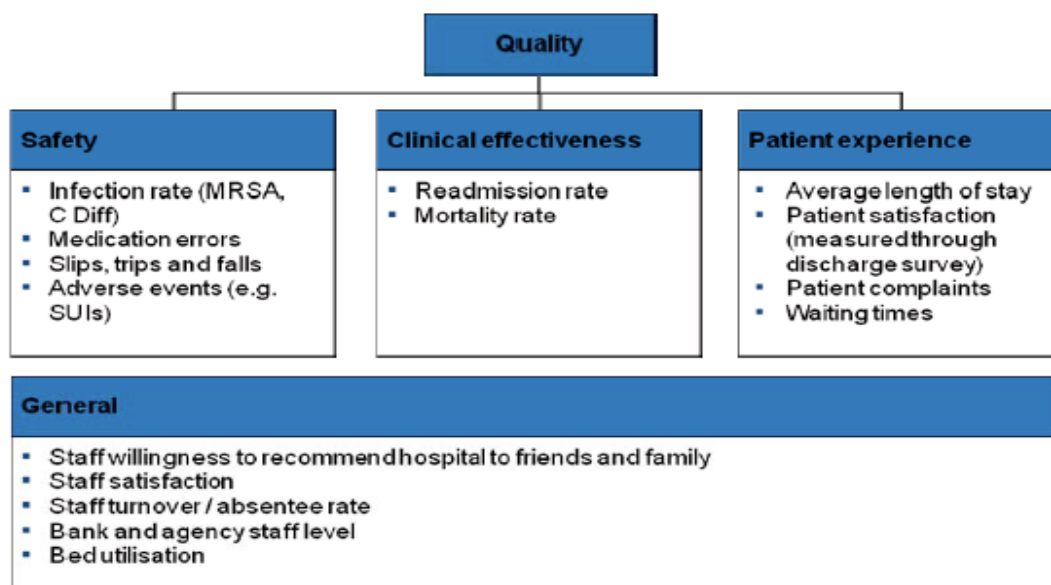 Quality
Safety
▪ Infection rate (MRSA,
C Diff)
▪ Medication errors
▪ Slips, trips and falls
▪ Adverse events (e.g.
SUIs)
Clinical effectiveness
▪ Readmission rate
▪ Mortality rate
Patient experience
▪ Average length of stay
▪ Patient satisfaction
(measured through
discharge survey)
▪ Patient complaints
▪ Waiting times
General
▪ Staff willingness to recommend hospital to friends and family
▪ Staff satisfaction
▪ Staff turnover / absentee rate
▪ Bank and agency staff level
▪ Bed utilisation